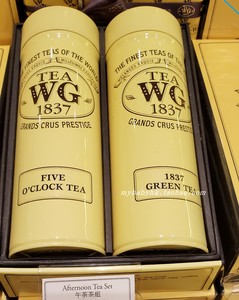 THE FINEST TEAS OF THE WORLD
TEA
WG
1837
GRANDS CRUS PRESTIGE
FIVE
O'CLOCK TEA
THE FINEST TEAS OF THE WORLD
TEA
WG
1837
GRANDS CRUS PRESTIGE
1837
GREEN TEA
Afternoon Tea Set
午茶茶組